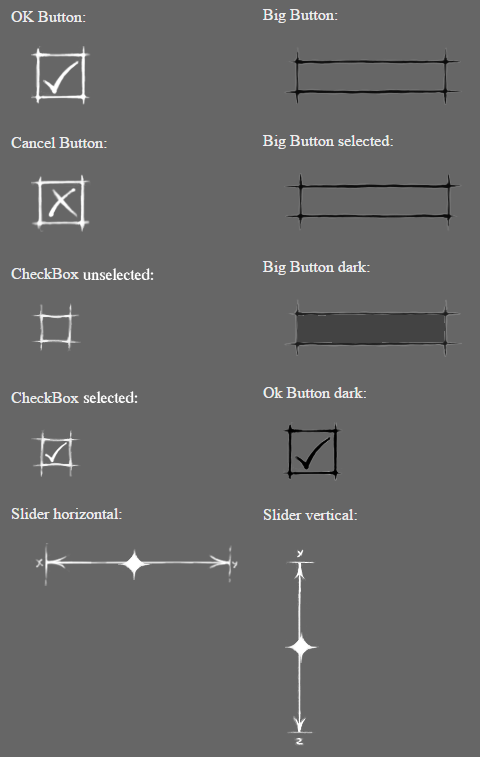 OK Button:
Big Button:
Cancel Button:
Big Button selected:
CheckBox unselected:
Big Button dark:
CheckBox selected:
Ok Button dark:
Slider horizontal:
Slider vertical:
x
y
y
z